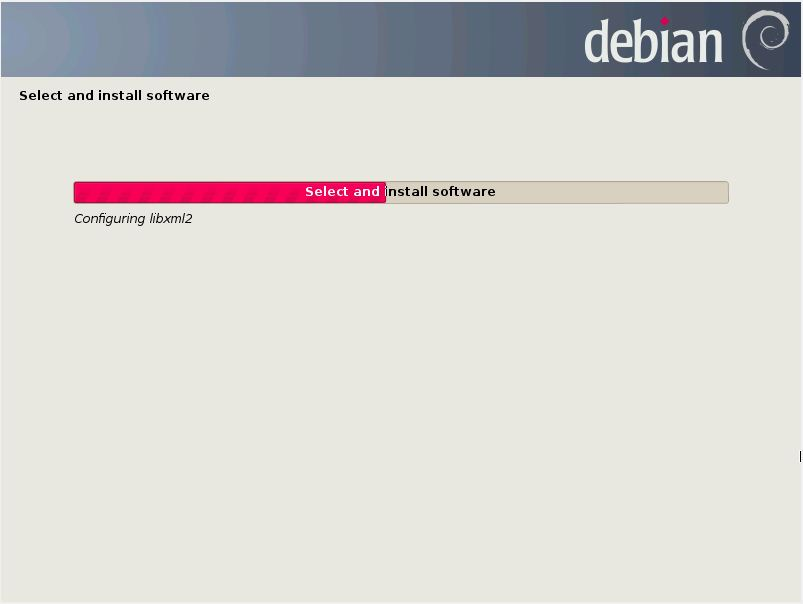 debian
Select and install software
Select and install software
Configuring libxml2